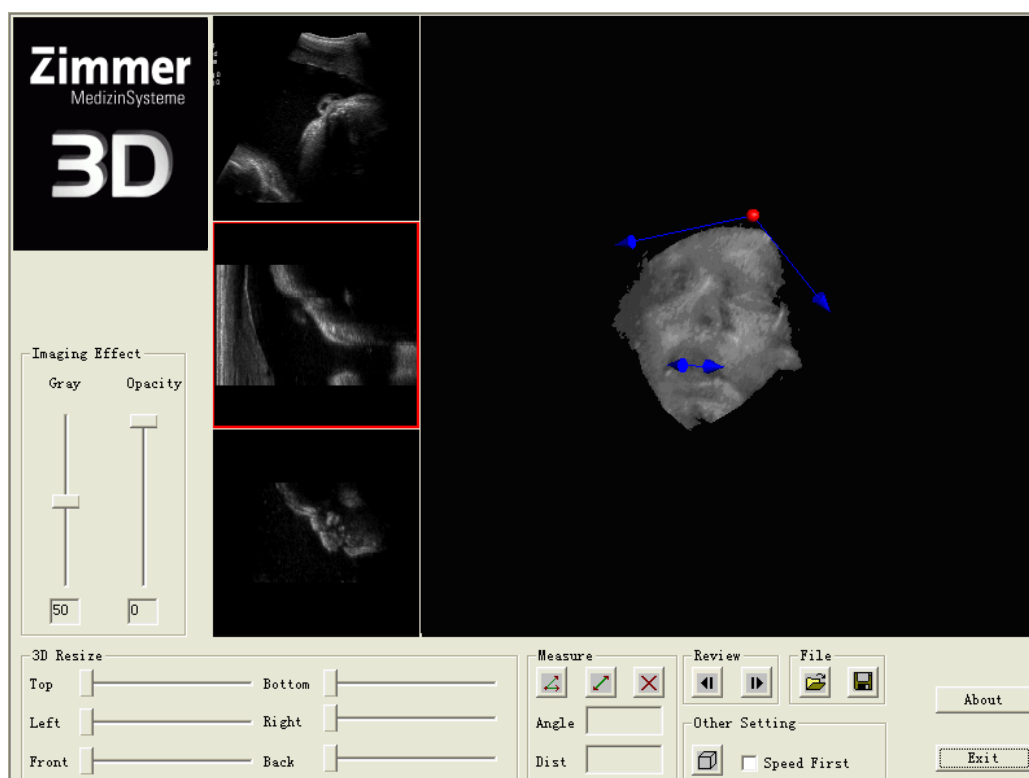 Zimmer
MedizinSysteme
3D
Imaging Effect
Gray Opacity
50 0
3D Resize
Top Bottom
Left Right
Front Back
Measure
Angle
Dist
Review
File
Other Setting
Speed First
About
Exit